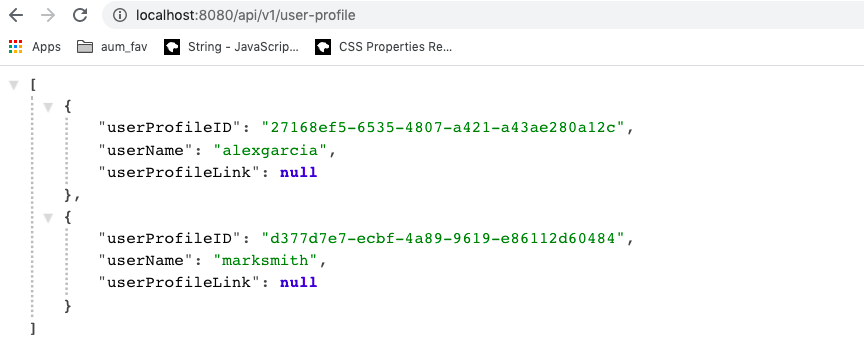 localhost:8080/api/v1/user-profile
Apps aum_fav String - JavaScrip... CSS Properties Re...
[
{
"userProfileID": "27168ef5-6535-4807-a421-a43ae280a12c",
"userName": "alexgarcia",
"userProfileLink": null
},
{
"userProfileID": "d377d7e7-ecbf-4a89-9619-e86112d60484",
"userName": "marksmith",
"userProfileLink": null
}
]